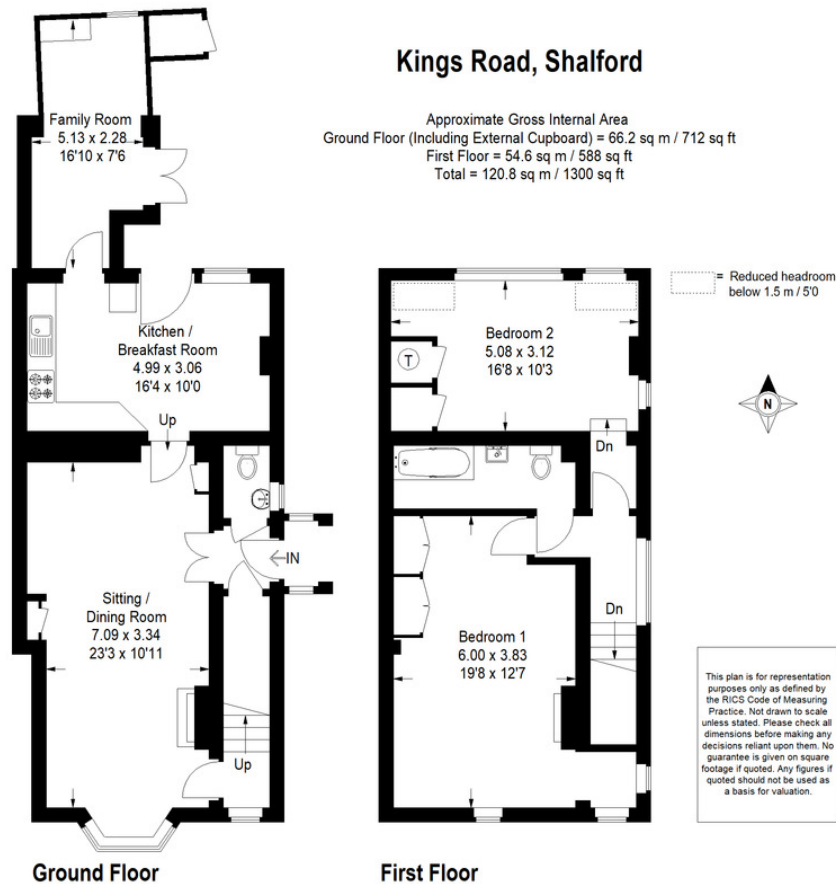 Kings Road, Shalford
Approximate Gross Internal Area
Ground Floor (Including External Cupboard) = 66.2 sq m / 712 sq ft
First Floor = 54.6 sq m / 588 sq ft
Total = 120.8 sq m / 1300 sq ft
Family Room
5.13 x 2.28
16'10 x 7'6
Kitchen /
Breakfast Room
4.99 x 3.06
16'4 x 10'0
Up
IN
Sitting /
Dining Room
7.09 x 3.34
23'3 x 10'11
Up
Ground Floor
= Reduced headroom
below 1.5 m / 5'0
Bedroom 2
5.08 x 3.12
16'8 x 10'3
T
Dn
N
Dn
Bedroom 1
6.00 x 3.83
19'8 x 12'7
First Floor
This plan is for representation
purposes only as defined by
the RICS Code of Measuring
Practice. Not drawn to scale
unless stated. Please check all
dimensions before making any
decisions reliant upon them. No
guarantee is given on square
footage if quoted. Any figures if
quoted should not be used as
a basis for valuation.